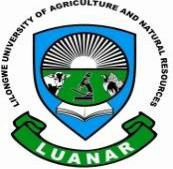 LILONGWE UNIVERSITY OF AGRICULTURE AND NATURAL RESOURCES
LUANAR